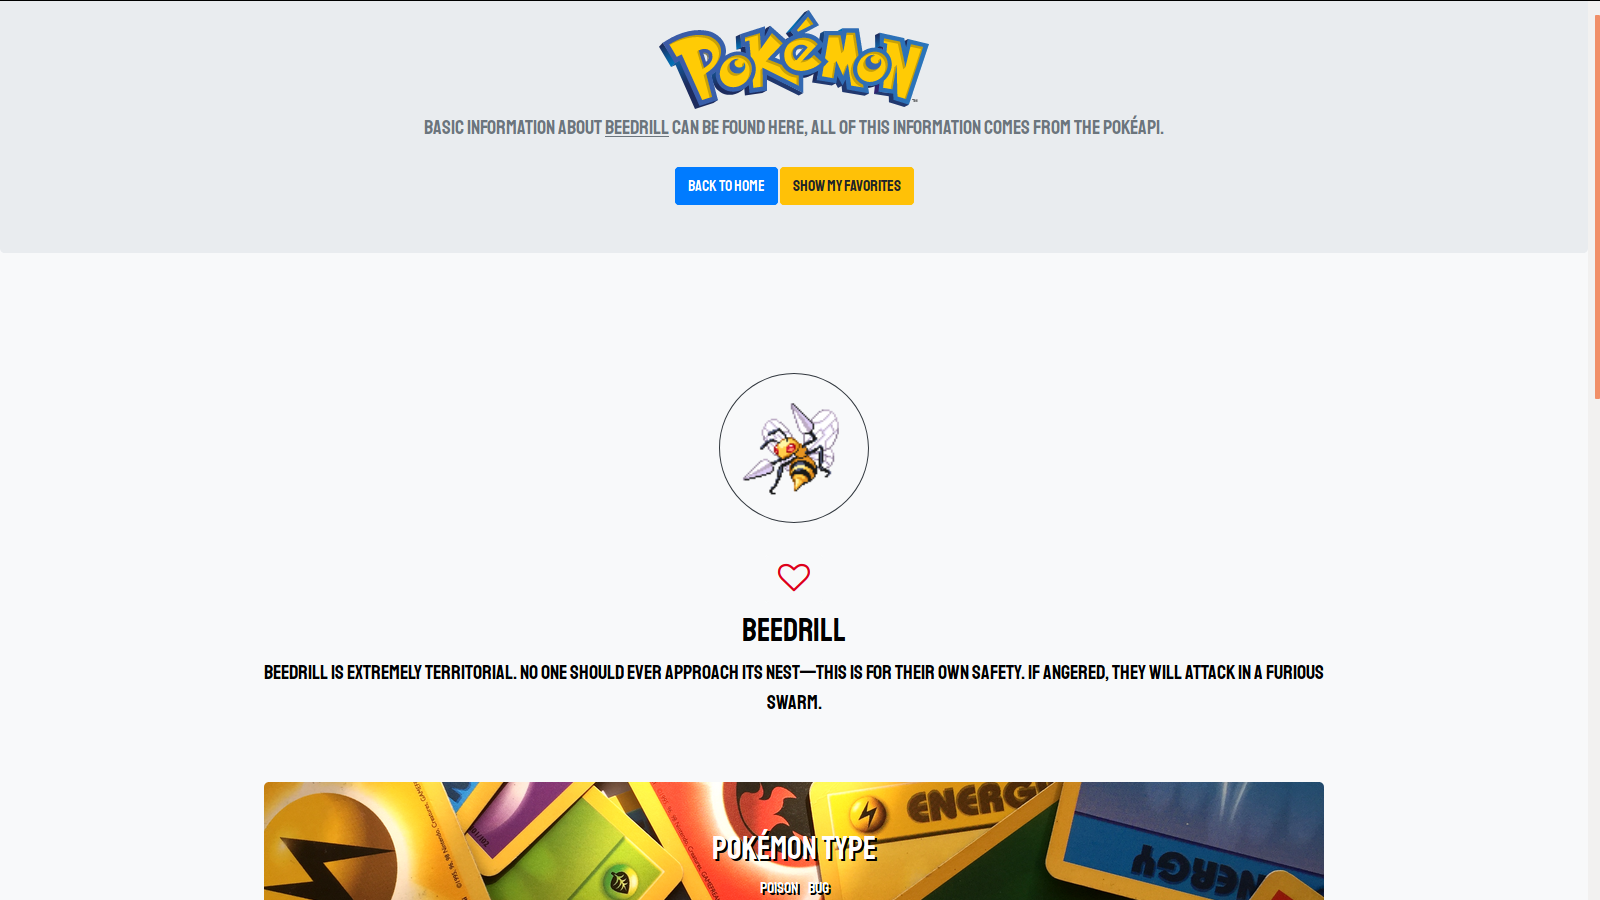 POKéMON
BASIC INFORMATION ABOUT BEEDRILL CAN BE FOUND HERE, ALL OF THIS INFORMATION COMES FROM THE POKÉAPI.
BACK TO HOME
SHOW MY FAVORITES
BEEDRILL
BEEDRILL IS EXTREMELY TERRITORIAL. NO ONE SHOULD EVER APPROACH ITS NEST—THIS IS FOR THEIR OWN SAFETY. IF ANGERED, THEY WILL ATTACK IN A FURIOUS
SWARM.
ENERGY
POKÉMON TYPE
POISON BUG